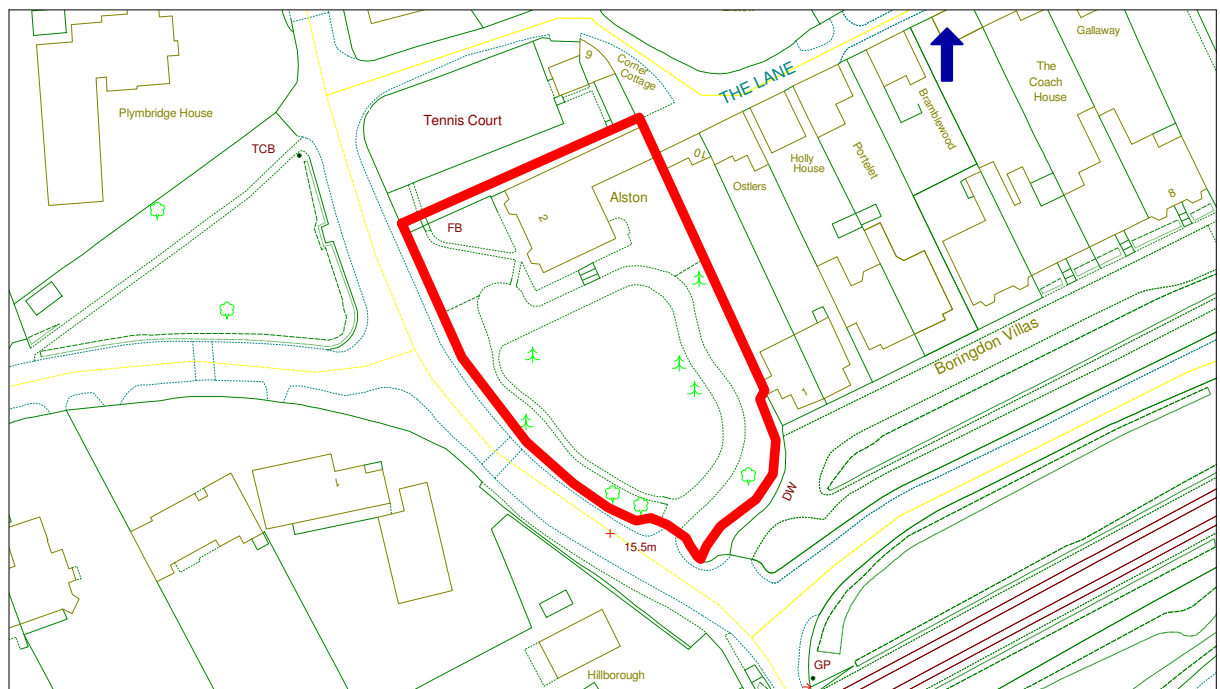 Gallaway
6
Corner
Cottage
THE LANE
The
Coach
House
Plymbridge House
Tennis Court
Bramblewood
TCB
10
Holly
House
Portelet
Ostlers
Alston
8
2
FB
Boringdon Villas
1
DW
1
15.5m
GP
Hillborough